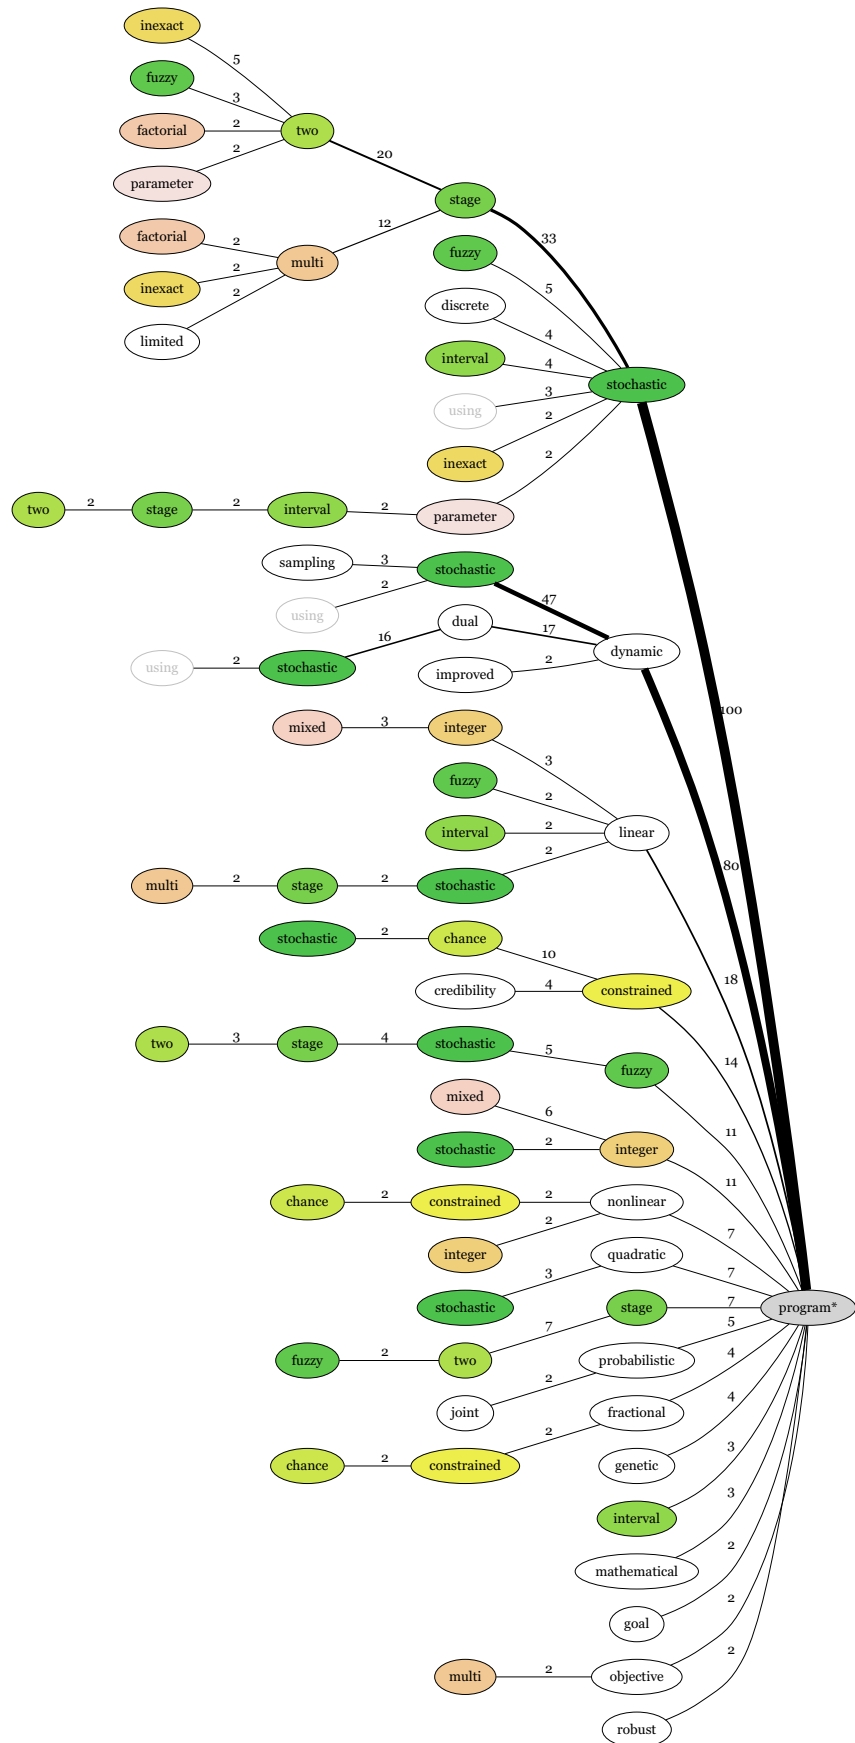 inexact
5
fuzzy
3
factorial 2 two
2
20
parameter
stage
factorial
12
33
2
multi
fuzzy
inexact 2
5
2
discrete
limited
4
interval 4
stochastic
using 3
2
inexact
2
two 2 stage 2 interval 2 parameter
sampling 3 stochastic
2
47
using
dual
16
17
dynamic
using 2 stochastic
2
improved
100
mixed 3 integer
3
fuzzy
2
interval 2 linear
2
80
multi 2 stage 2 stochastic
stochastic 2 chance
10
18
credibility 4 constrained
two 3 stage 4 stochastic
5
14
fuzzy
mixed
6
11
stochastic 2 integer
11
chance 2 constrained 2 nonlinear
2
7
integer
quadratic
3
7
stochastic
stage 7 program*
7
5
fuzzy 2 two
probabilistic
4
2
joint
fractional
4
2
chance 2 constrained
genetic
3
interval
3
mathematical
2
goal
2
multi 2 objective
2
robust